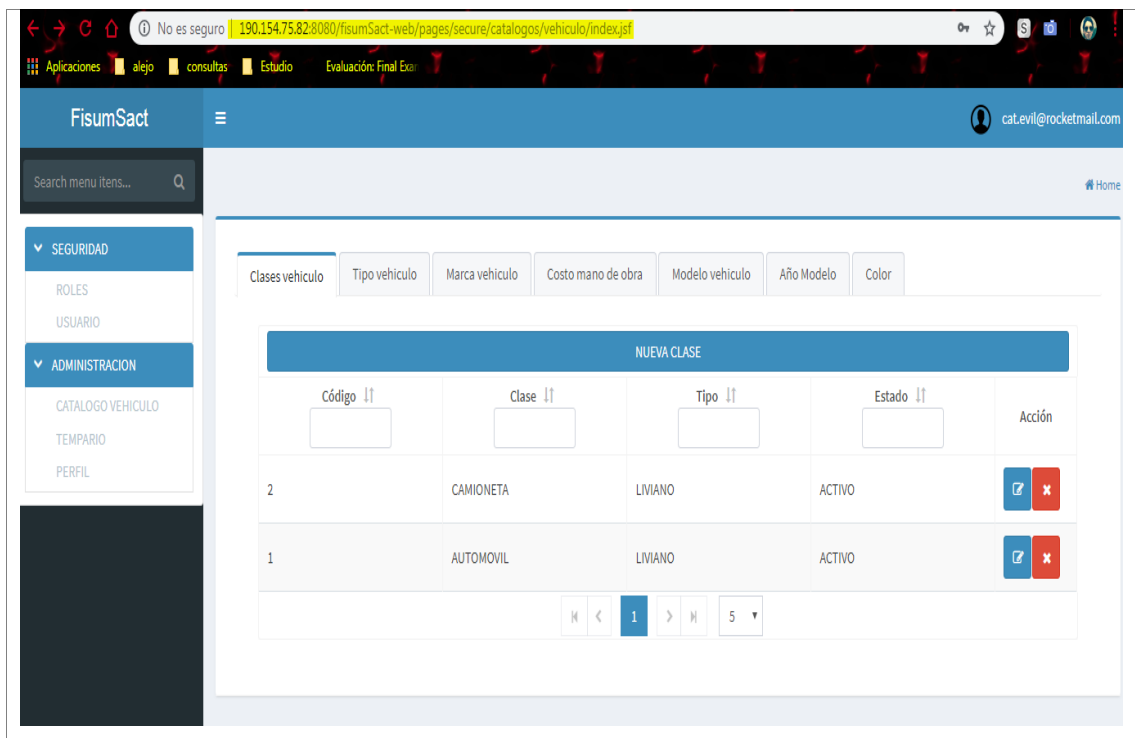 No es seguro | 190.154.75.82:8080/fisumSact-web/pages/secure/catalogos/vehiculo/index.jsf
Aplicaciones alejo consultas Estudio Evaluación: Final Exar
FisumSact cat.evil@rocketmail.com
Search menu itens...
Home
SEGURIDAD
ROLES
USUARIO
ADMINISTRACION
CATALOGO VEHICULO
TEMPARIO
PERFIL
Clases vehiculo Tipo vehiculo Marca vehiculo Costo mano de obra Modelo vehiculo Año Modelo Color
NUEVA CLASE
Código Clase Tipo Estado Acción
2 CAMIONETA LIVIANO ACTIVO
1 AUTOMOVIL LIVIANO ACTIVO
1 5